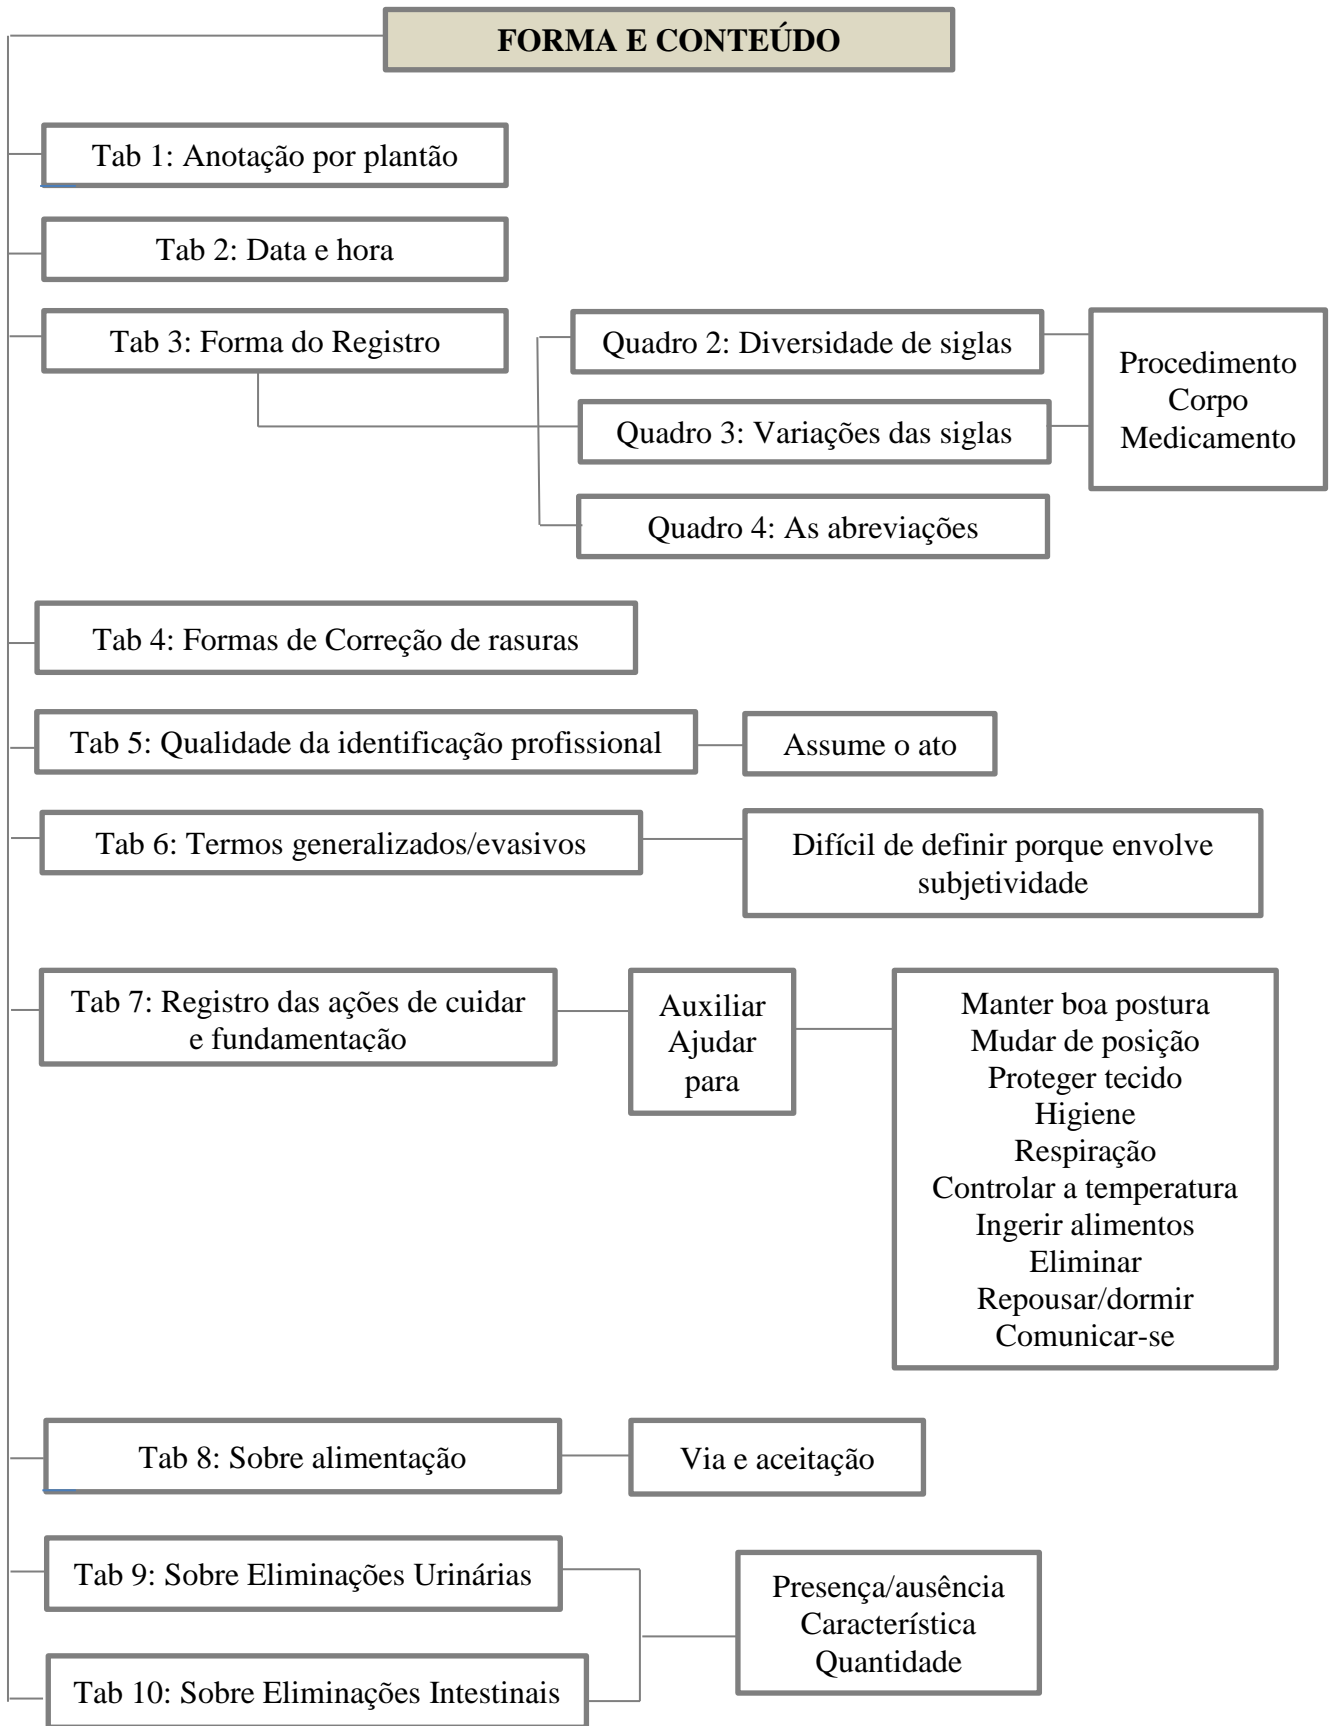 FORMA E CONTEÚDO
Tab 1: Anotação por plantão
Tab 2: Data e hora
Tab 3: Forma do Registro
Quadro 2: Diversidade de siglas
Quadro 3: Variações das siglas
Quadro 4: As abreviações
Procedimento
Corpo
Medicamento
Tab 4: Formas de Correção de rasuras
Tab 5: Qualidade da identificação profissional
Assume o ato
Tab 6: Termos generalizados/evasivos
Difícil de definir porque envolve
subjetividade
Tab 7: Registro das ações de cuidar
e fundamentação
Auxiliar
Ajudar
para
Manter boa postura
Mudar de posição
Proteger tecido
Higiene
Respiração
Controlar a temperatura
Ingerir alimentos
Eliminar
Repousar/dormir
Comunicar-se
Tab 8: Sobre alimentação
Via e aceitação
Tab 9: Sobre Eliminações Urinárias
Tab 10: Sobre Eliminações Intestinais
Presença/ausência
Característica
Quantidade